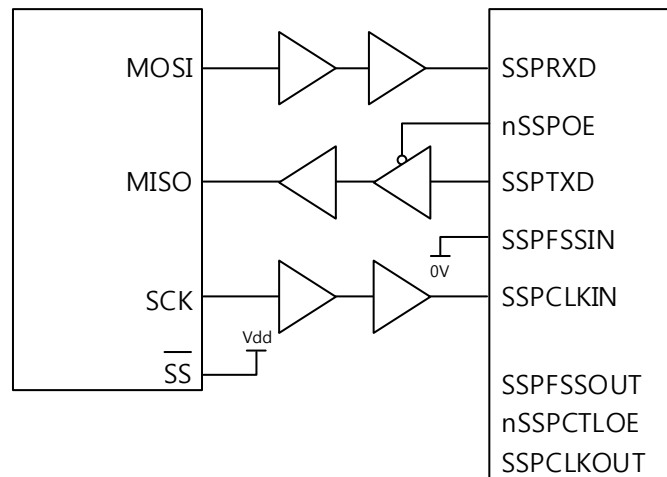 MOSI
SSPRXD
nSSPOE
MISO
SSPTXD
SSPFSSIN
0V
SCK
SSPCLKIN
Vdd
SS
SSPFSSOUT
nSSPCTLOE
SSPCLKOUT